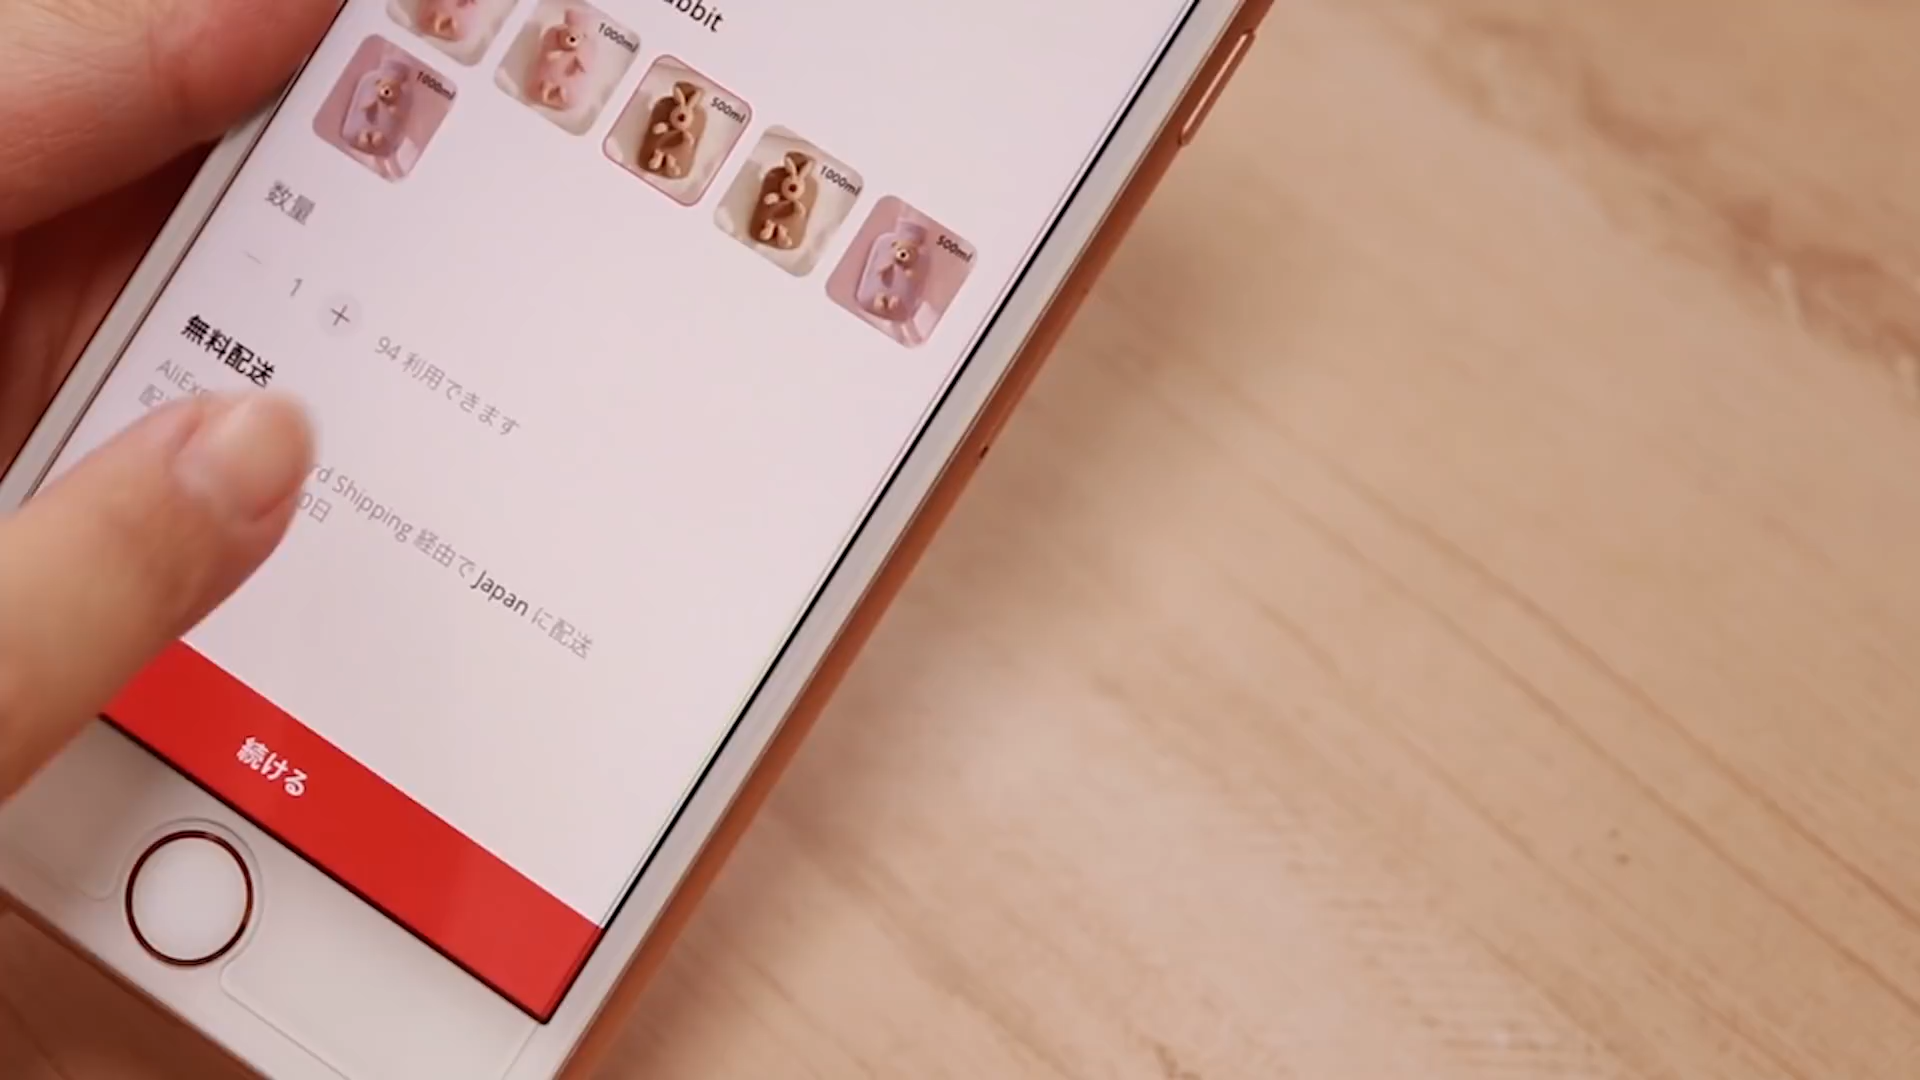 1000ml
500ml
1000ml
500ml
1000ml
数量
1
94 利用できます
無料配送
Shipping 経由で Japan に配送
続ける